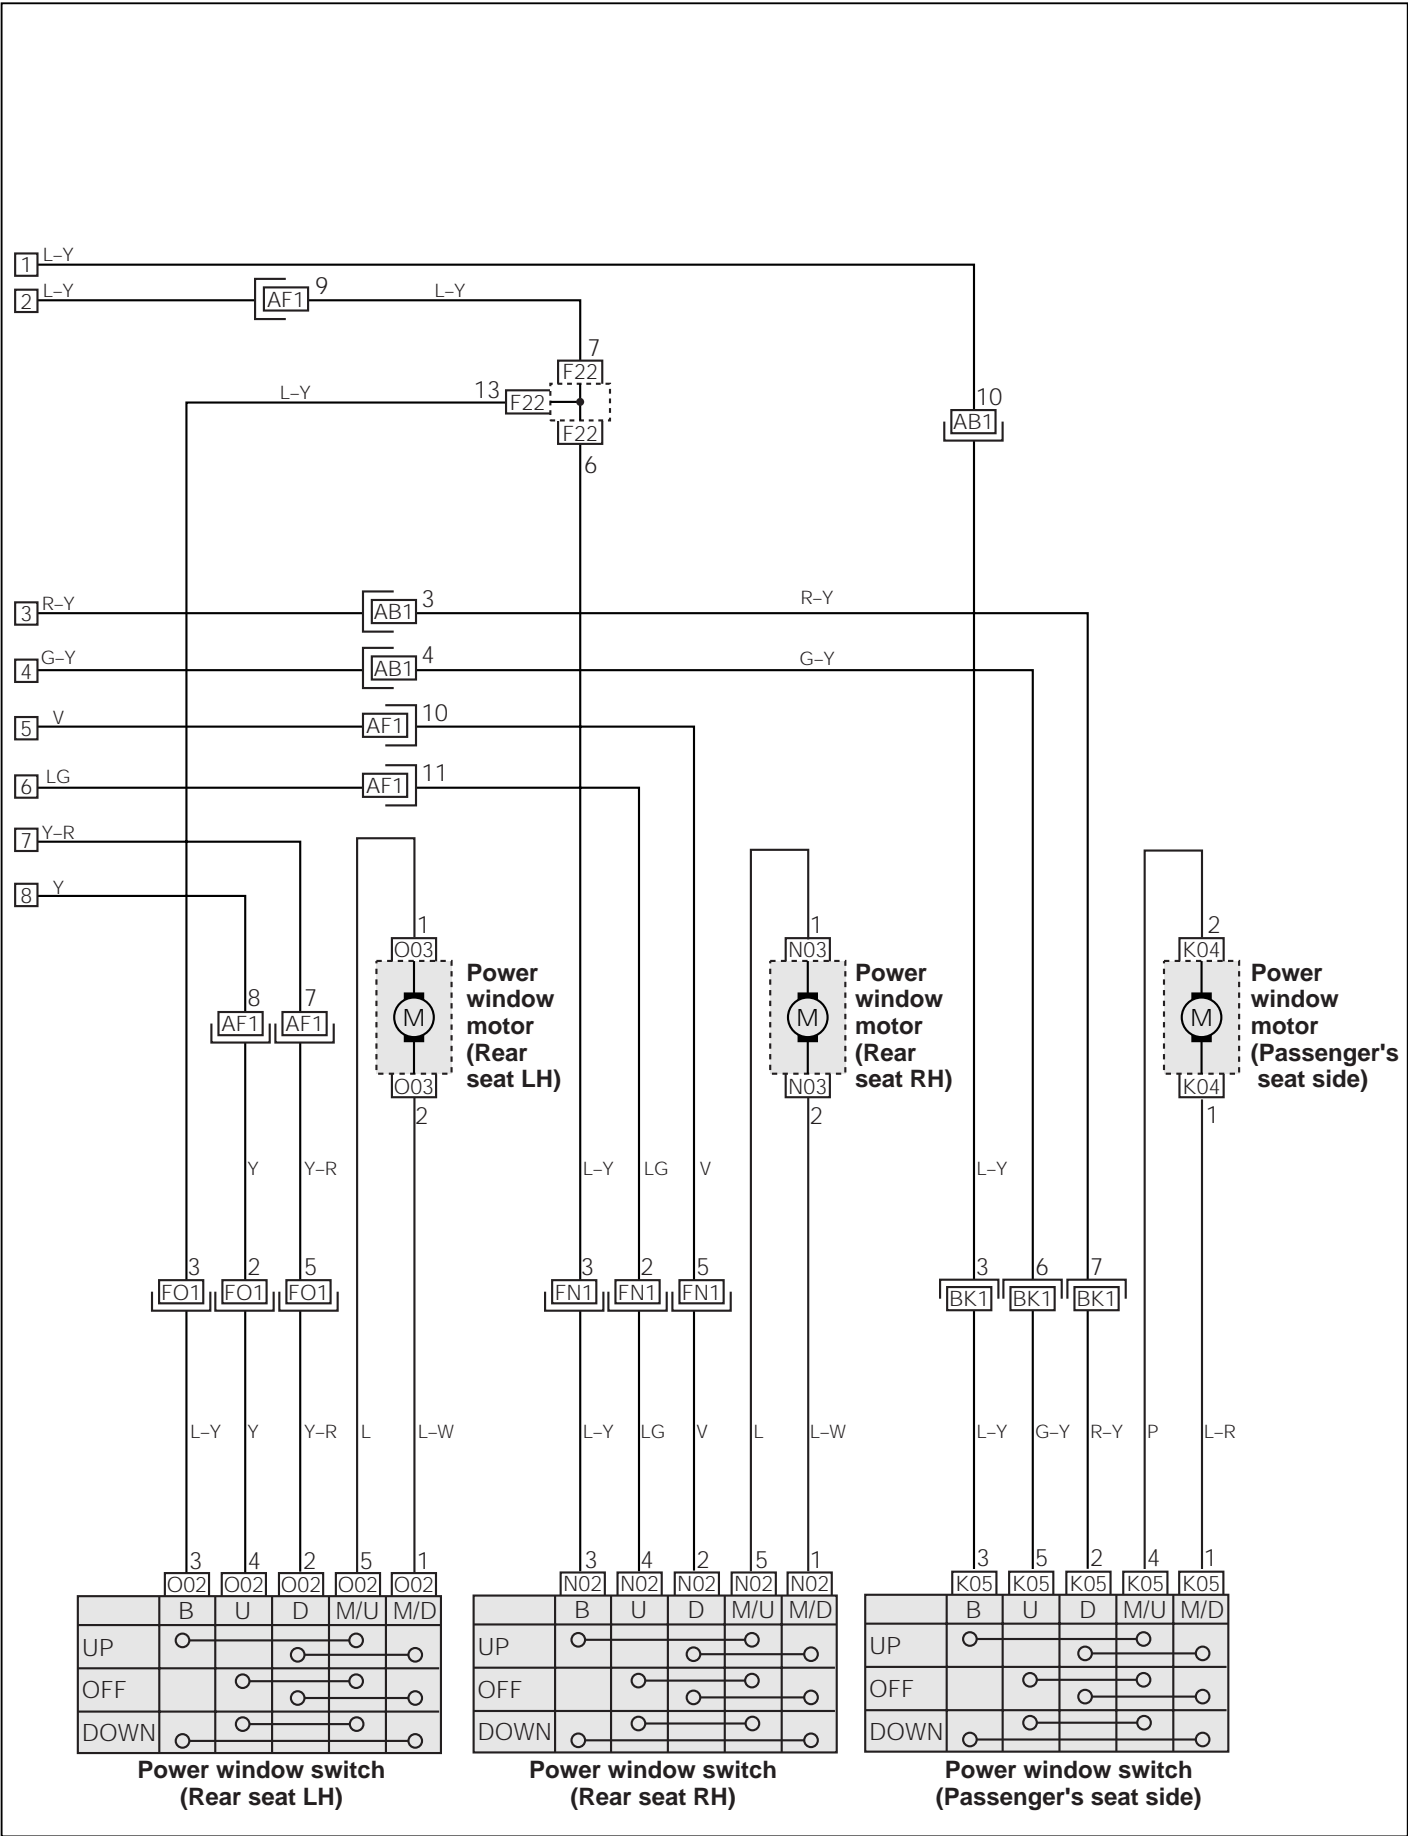 1 L–Y
2 L–Y AF1 9 L–Y
7
F22
L–Y 13 F22
F22
6
10
AB1
3 R–Y AB1 3 R–Y
4 G–Y AB1 4 G–Y
5 V AF1 10
6 LG AF1 11
7 Y–R
8 Y
1 1 2
O03 N03 K04
M M M
Power
window
motor
(Rear
seat LH)
Power
window
motor
(Rear
seat RH)
Power
window
motor
(Passenger's
seat side)
O03 N03 K04
2 2 1
8 7
AF1 AF1
Y Y–R L–Y LG V L–Y
3 2 5 3 2 5 3 6 7
FO1 FO1 FO1 FN1 FN1 FN1 BK1 BK1 BK1
L–Y Y Y–R L L–W L–Y LG V L L–W L–Y G–Y R–Y P L–R
3 4 2 5 1 3 4 2 5 1 3 5 2 4 1
O02 O02 O02 O02 O02 N02 N02 N02 N02 N02 K05 K05 K05 K05 K05
B U D M/U M/D B U D M/U M/D B U D M/U M/D
UP UP UP
OFF OFF OFF
DOWN DOWN DOWN
Power window switch
(Rear seat LH)
Power window switch
(Rear seat RH)
Power window switch
(Passenger's seat side)